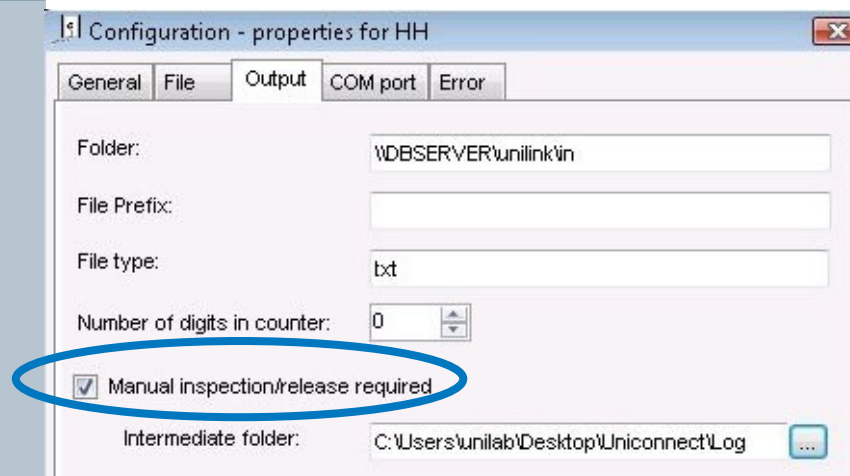 Configuration - properties for HH
General File Output COM port Error
Folder: \\DBSERVER\unilink\in
File Prefix:
File type: txt
Number of digits in counter: 0
Manual inspection/release required
Intermediate folder: C:\Users\unilab\Desktop\Uniconnect\Log ...